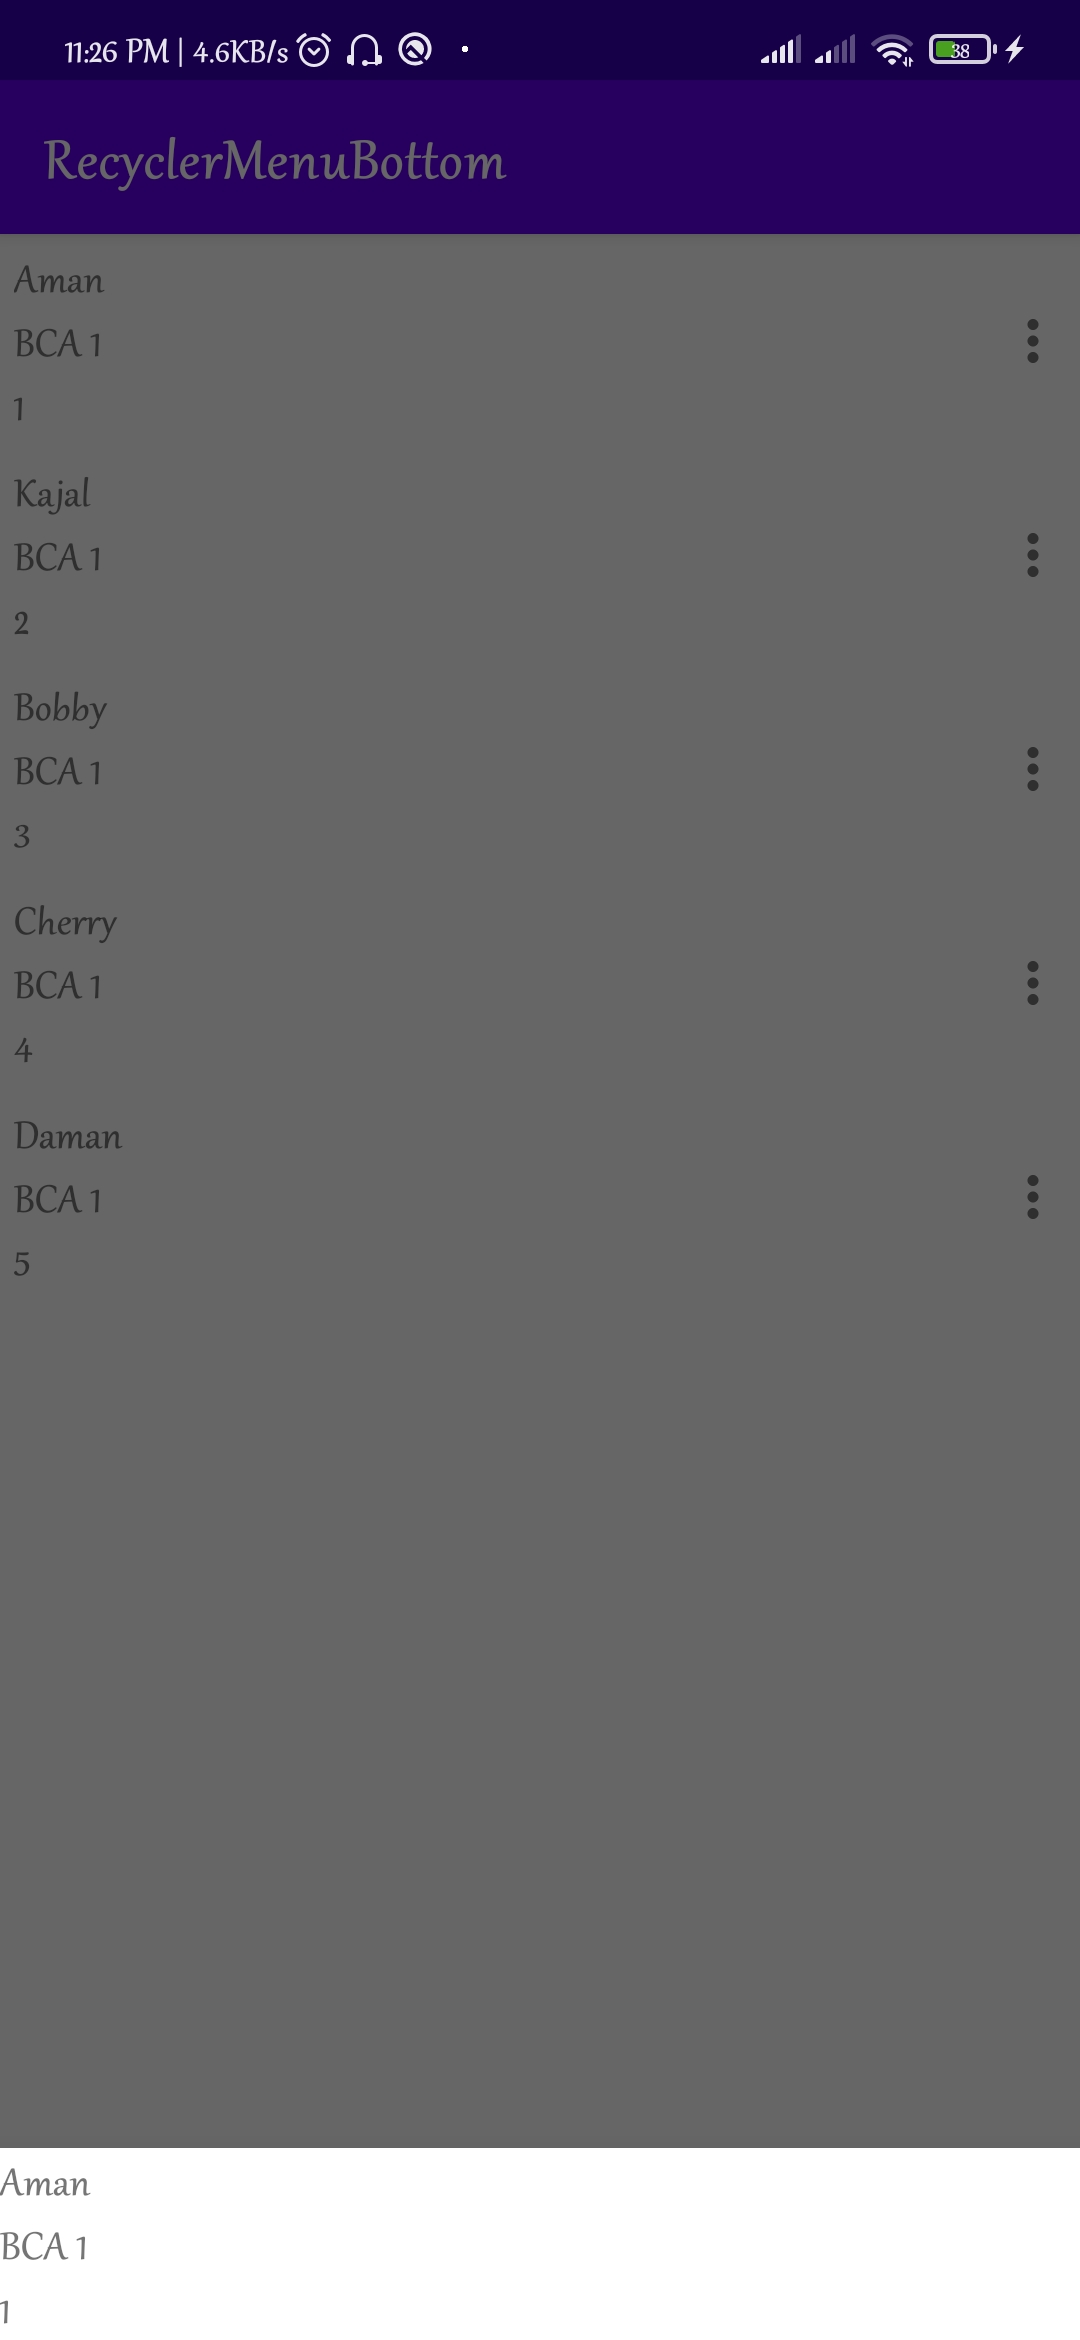 11:26 PM | 4.6KB/s 38
RecyclerMenuBottom
Aman
BCA 1
1
Kajal
BCA 1
2
Bobby
BCA 1
3
Cherry
BCA 1
4
Daman
BCA 1
5
Aman
BCA 1
1